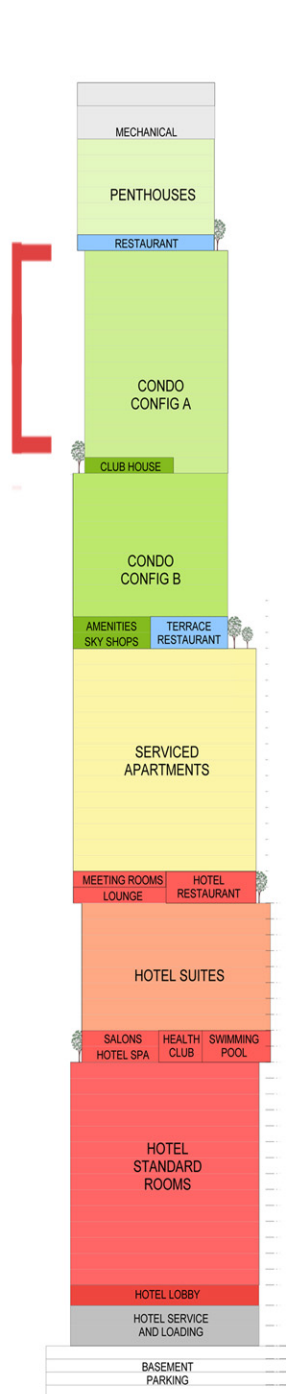 MECHANICAL
PENTHOUSES
RESTAURANT
CONDO
CONFIG A
CLUB HOUSE
CONDO
CONFIG B
AMENITIES
SKY SHOPS
TERRACE
RESTAURANT
SERVICED
APARTMENTS
MEETING ROOMS
LOUNGE
HOTEL
RESTAURANT
HOTEL SUITES
SALONS
HOTEL SPA
HEALTH
CLUB
SWIMMING
POOL
HOTEL
STANDARD
ROOMS
HOTEL LOBBY
HOTEL SERVICE
AND LOADING
BASEMENT
PARKING